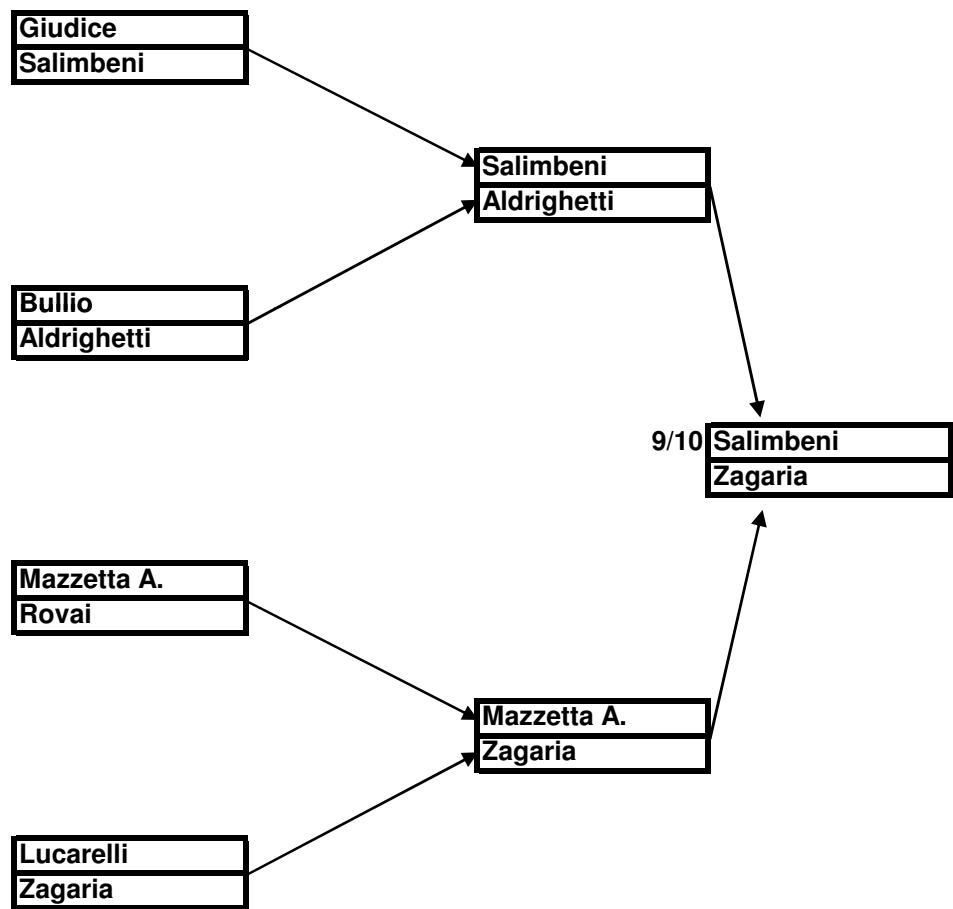 Giudice
Salimbeni
Salimbeni
Aldrighetti
Bullio
Aldrighetti
9/10 Salimbeni
Zagaria
Mazzetta A.
Rovai
Mazzetta A.
Zagaria
Lucarelli
Zagaria